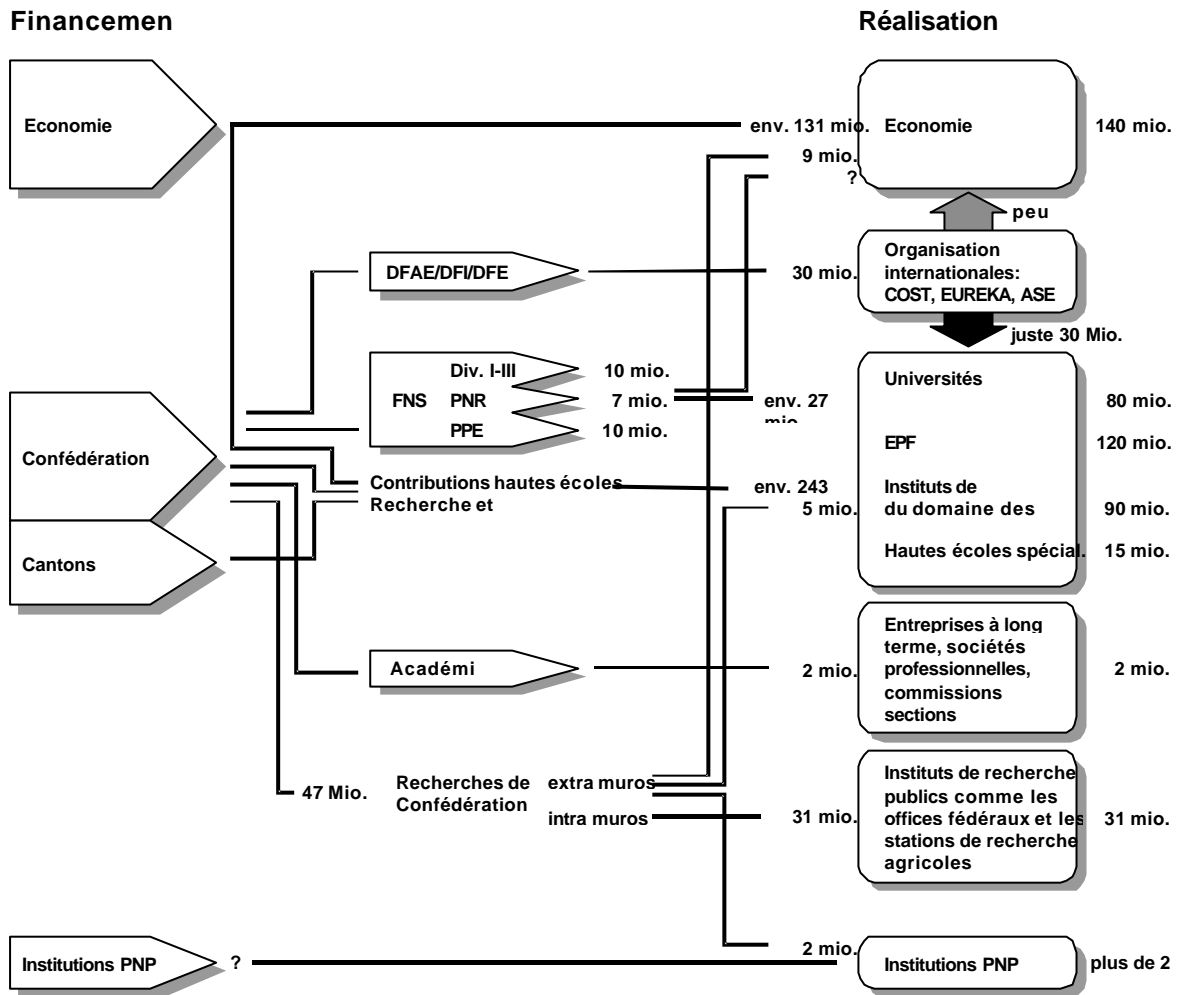 Financemen
Réalisation
Economie
env. 131 mio.
Economie
140 mio.
9 mio.
?
peu
DFAE/DFI/DFE
30 mio.
Organisation
internationales:
COST, EUREKA, ASE
juste 30 Mio.
Div. I-III
10 mio.
FNS
PNR
7 mio.
env. 27
mio.
PPE
10 mio.
Universités
80 mio.
EPF
120 mio.
Confédération
Contributions hautes écoles
Recherche et
env. 243
5 mio.
Instituts de
du domaine des
90 mio.
Cantons
Hautes écoles spécial.
15 mio.
Académi
2 mio.
Entreprises à long
terme, sociétés
professionnelles,
commissions
sections
2 mio.
47 Mio.
Recherches de
Confédération
extra muros
intra muros
31 mio.
Instituts de recherche
publics comme les
offices fédéraux et les
stations de recherche
agricoles
31 mio.
2 mio.
Institutions PNP
?
Institutions PNP
plus de 2